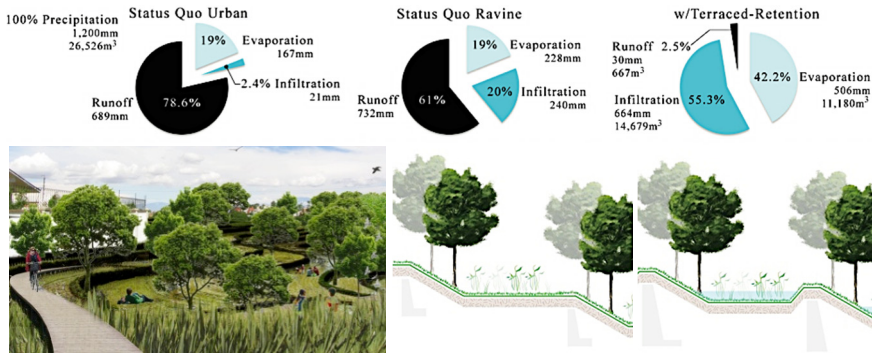 Status Quo Urban
100% Precipitation
1,200mm
26,526m³
19%
Evaporation
167mm
2.4% Infiltration
21mm
Runoff
689mm
78.6%
Status Quo Ravine
19%
Evaporation
228mm
20%
Infiltration
240mm
Runoff
732mm
61%
w/Terraced-Retention
Runoff 2.5%
30mm
667m³
42.2%
Evaporation
506mm
11,180m³
Infiltration
664mm
14,679m³
55.3%